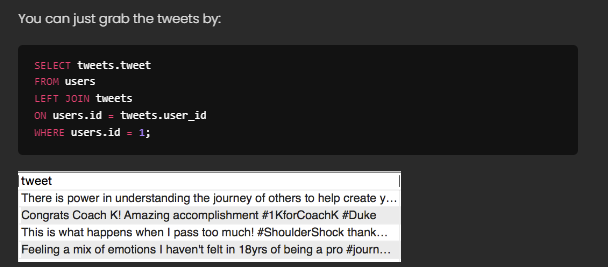 You can just grab the tweets by:
SELECT tweets.tweet
FROM users
LEFT JOIN tweets
ON users.id = tweets.user_id
WHERE users.id = 1;
tweet
There is power in understanding the journey of others to help create y...
Congrats Coach K! Amazing accomplishment #1KforCoachK #Duke
This is what happens when I pass too much! #ShoulderShock thank...
Feeling a mix of emotions I haven't felt in 18yrs of being a pro #journ...